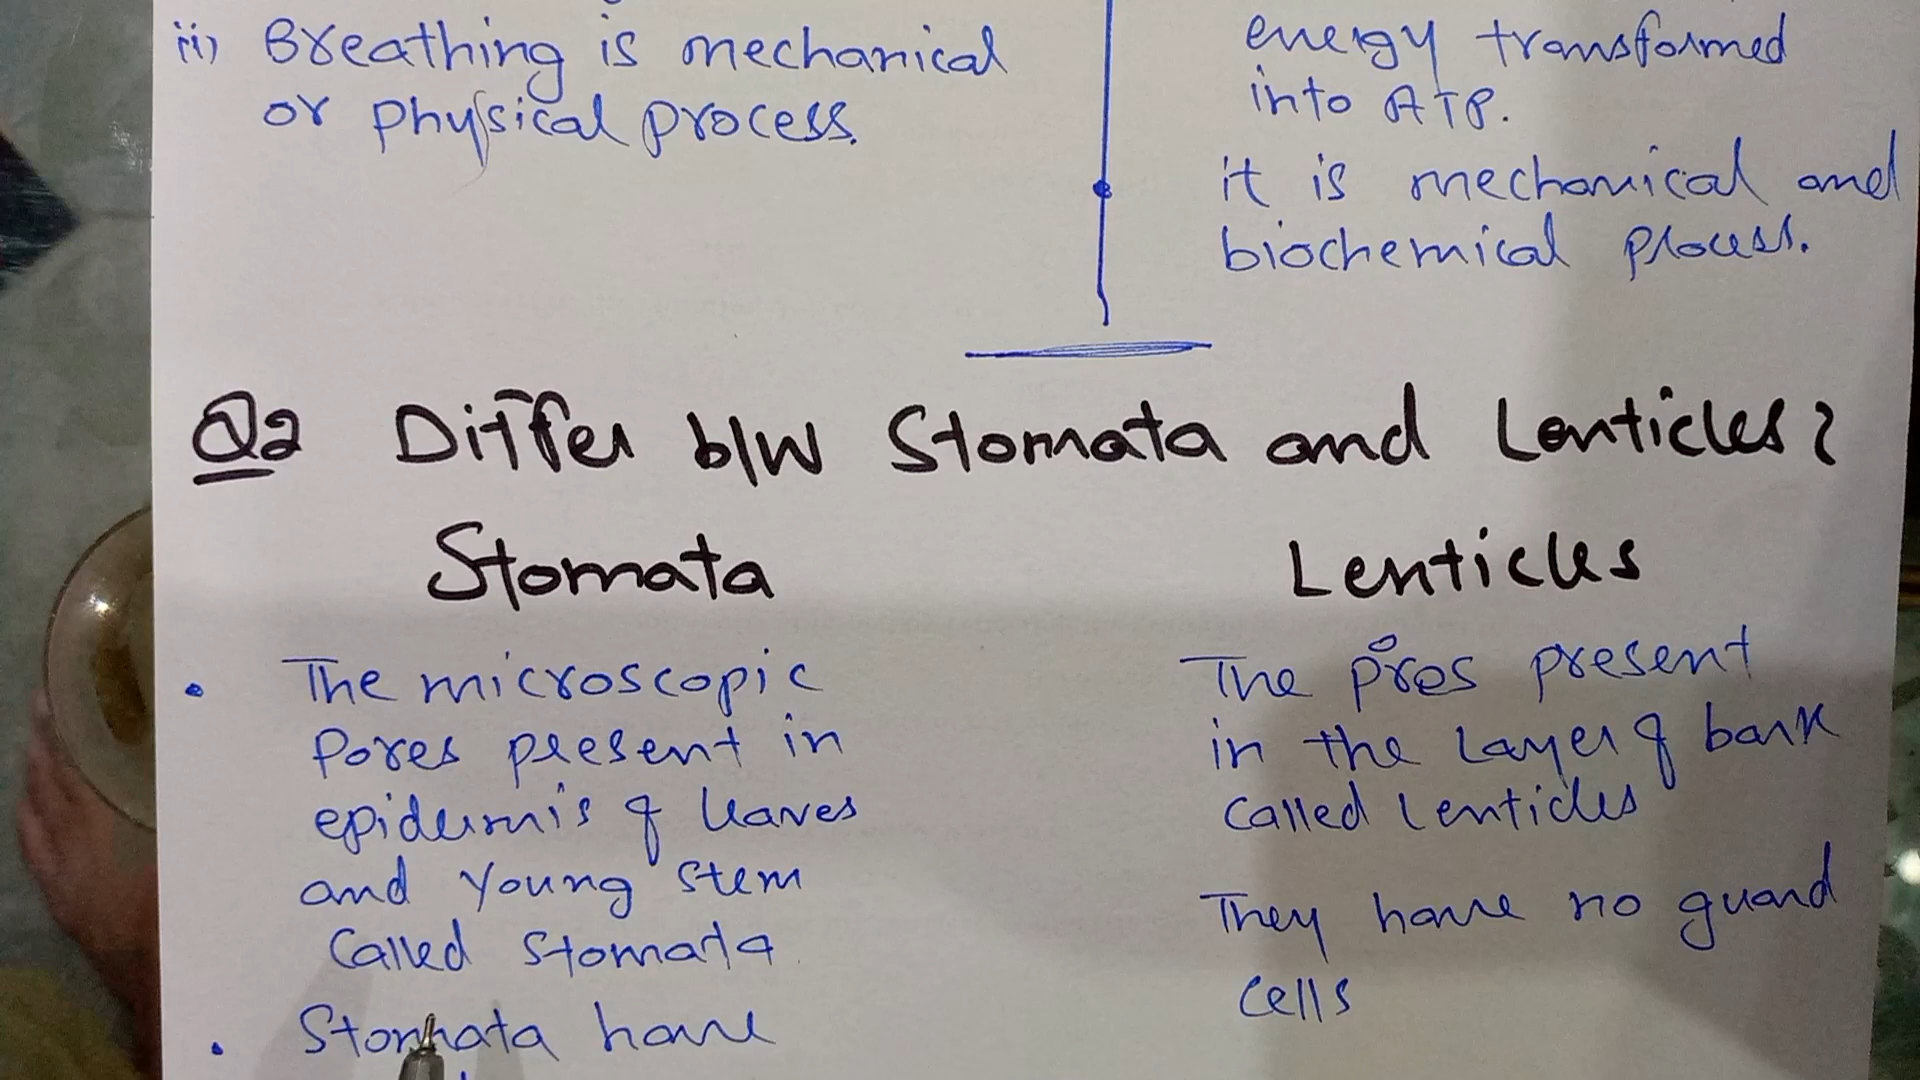 ii) Breathing is mechanical
or physical process.
energy transformed
into ATP.
it is mechanical and
biochemical process.
Q2 Differ b/w Stomata and Lenticles?
Stomata
• The microscopic
Pores present in
epidermis of leaves
and young stem
Called Stomata
• Stomata have
Lenticles
The pores present
in the Layer of bark
called lenticles
They have no guard
cells